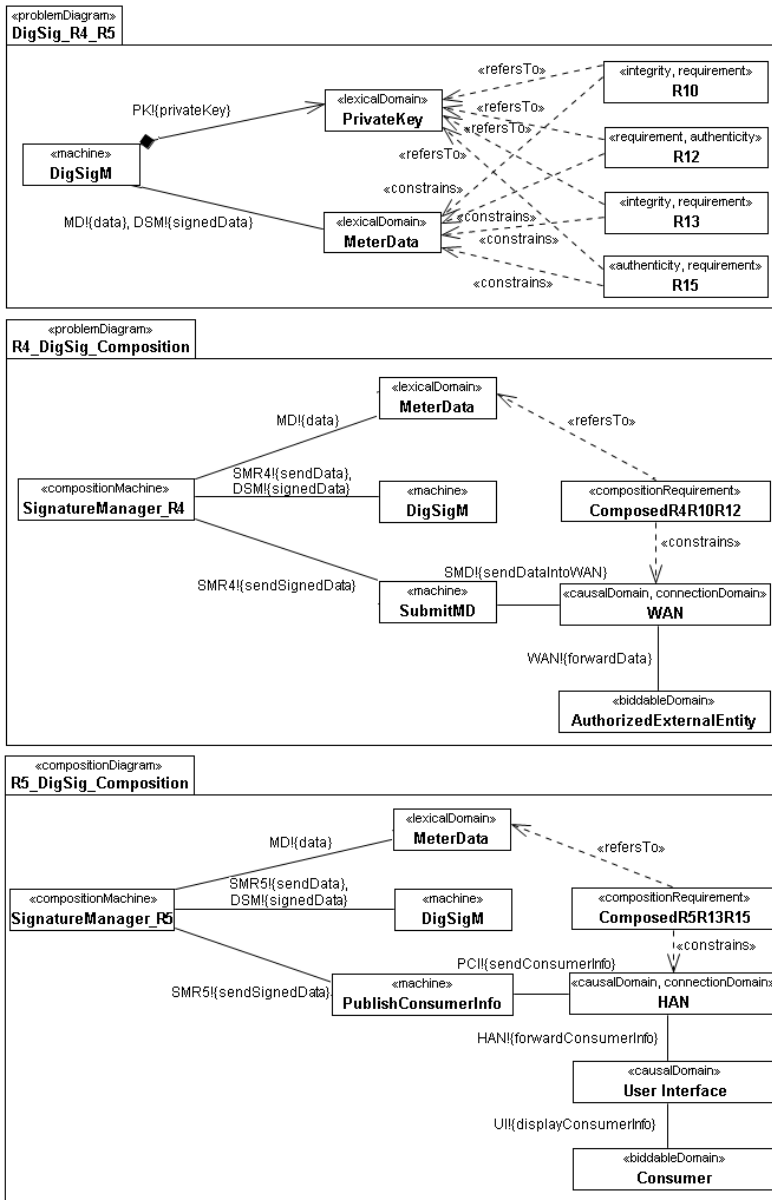 «problemDiagram»
DigSig_R4_R5
«refersTo»
«integrity, requirement»
R10
«lexicalDomain»
PrivateKey
PK!{privateKey}
«refersTo»
«refersTo»
«requirement, authenticity»
R12
«machine»
DigSigM
«refersTo»
«constrains»
«integrity, requirement»
R13
MD!{data}, DSM!{signedData}
«lexicalDomain»
MeterData
«constrains»
«constrains»
«authenticity, requirement»
R15
«constrains»
«problemDiagram»
R4_DigSig_Composition
«lexicalDomain»
MeterData
MD!{data}
«refersTo»
«compositionMachine»
SignatureManager_R4
SMR4!{sendData},
DSM!{signedData}
«machine»
DigSigM
«compositionRequirement»
ComposedR4R10R12
«constrains»
SMR4!{sendSignedData}
SMD!{sendDataIntoWAN}
«machine»
SubmitMD
«causalDomain, connectionDomain»
WAN
WAN!{forwardData}
«biddableDomain»
AuthorizedExternalEntity
«compositionDiagram»
R5_DigSig_Composition
«lexicalDomain»
MeterData
MD!{data}
«refersTo»
«compositionMachine»
SignatureManager_R5
SMR5!{sendData},
DSM!{signedData}
«machine»
DigSigM
«compositionRequirement»
ComposedR5R13R15
«constrains»
SMR5!{sendSignedData}
PCI!{sendConsumerInfo}
«machine»
PublishConsumerInfo
«causalDomain, connectionDomain»
HAN
HAN!{forwardConsumerInfo}
«causalDomain»
User Interface
UI!{displayConsumerInfo}
«biddableDomain»
Consumer